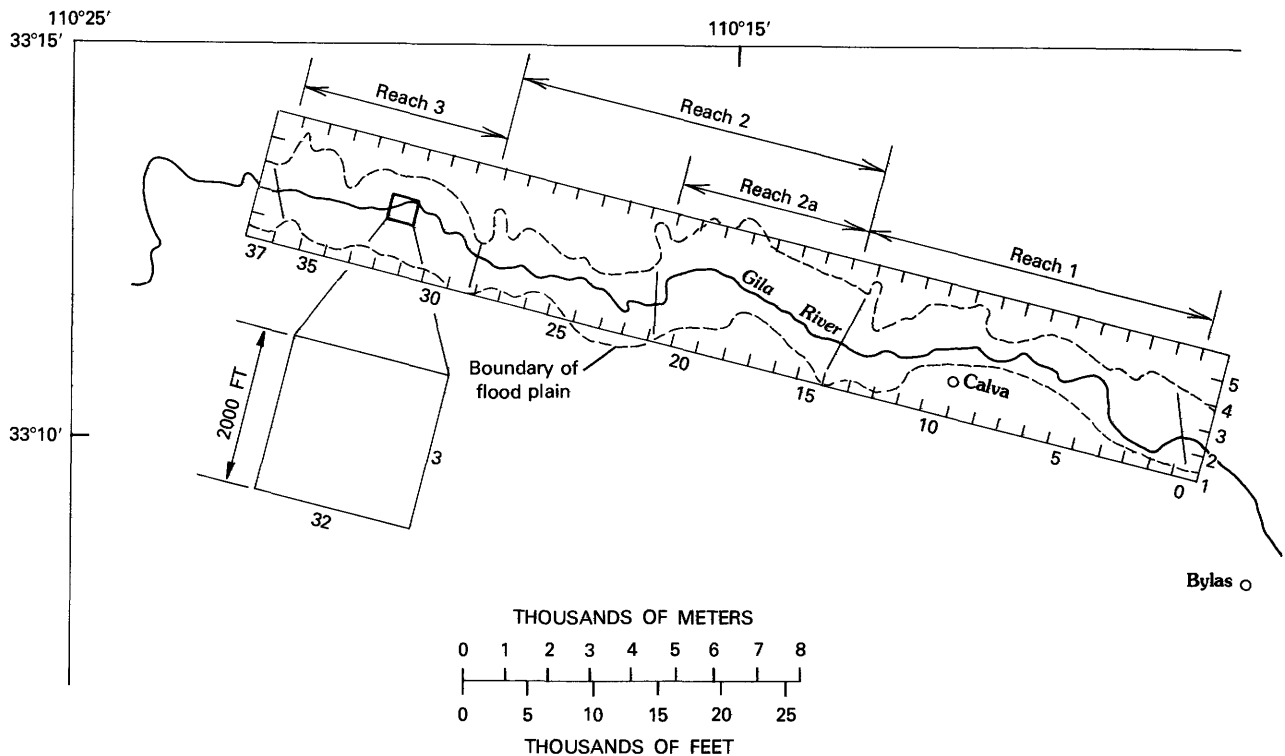 110°25'
33°15'
110°15'
Reach 3
Reach 2
Reach 2a
Reach 1
Gila River
37
35
30
25
20
15
10
5
0
5
4
3
2
1
Boundary of
flood plain
Calva
33°10'
2000 FT
3
32
Bylas
THOUSANDS OF METERS
0 1 2 3 4 5 6 7 8
0 5 10 15 20 25
THOUSANDS OF FEET